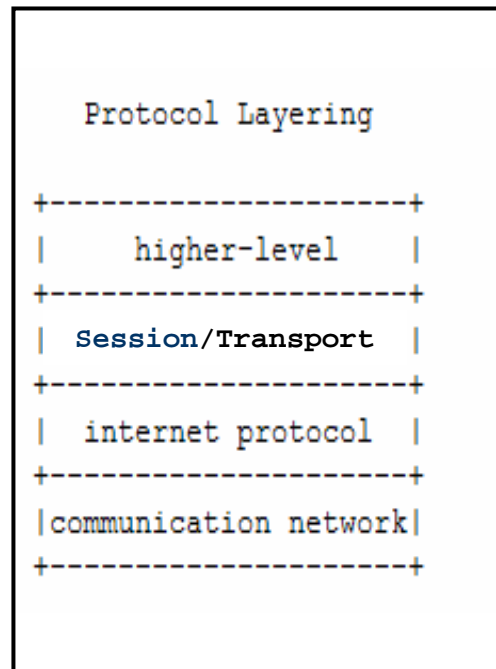 Protocol Layering
+---------------------+
| higher-level |
+---------------------+
| Session/Transport |
+---------------------+
| internet protocol |
+---------------------+
|communication network|
+---------------------+